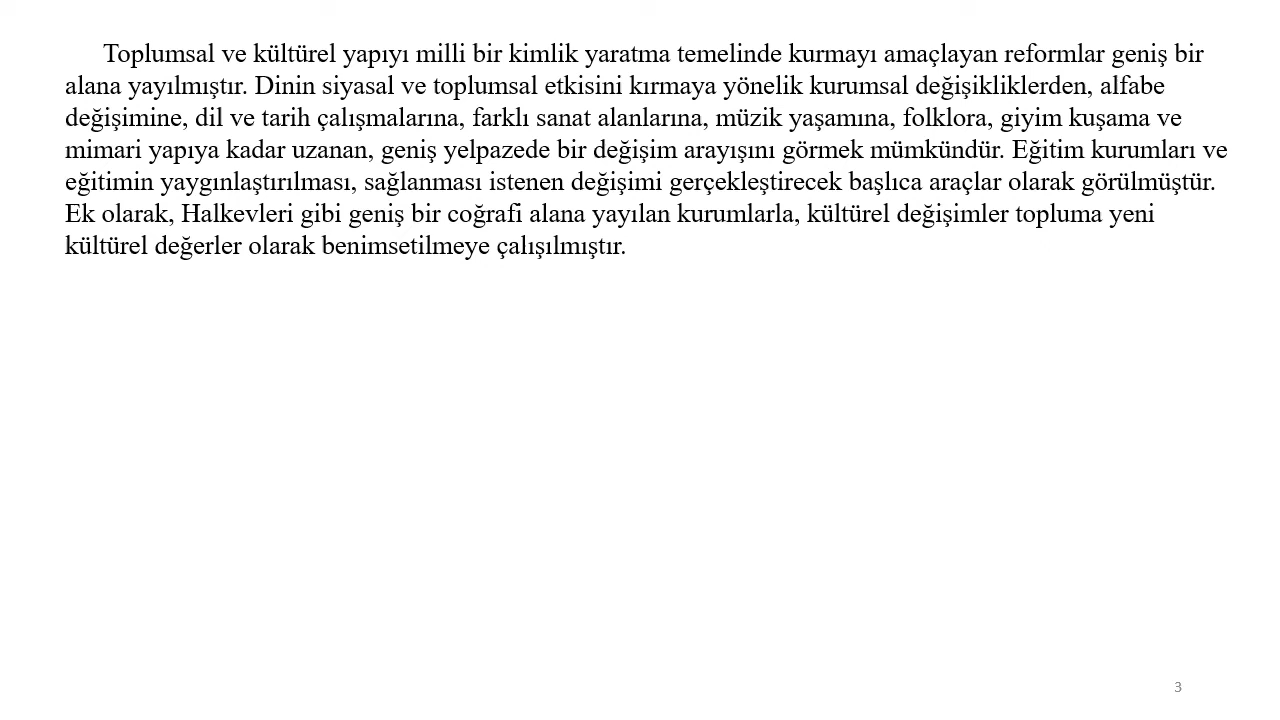 Toplumsal ve kültürel yapıyı milli bir kimlik yaratma temelinde kurmayı amaçlayan reformlar geniş bir
alana yayılmıştır. Dinin siyasal ve toplumsal etkisini kırmaya yönelik kurumsal değişikliklerden, alfabe
değişimine, dil ve tarih çalışmalarına, farklı sanat alanlarına, müzik yaşamına, folklora, giyim kuşama ve
mimari yapıya kadar uzanan, geniş yelpazede bir değişim arayışını görmek mümkündür. Eğitim kurumları ve
eğitimin yaygınlaştırılması, sağlanması istenen değişimi gerçekleştirecek başlıca araçlar olarak görülmüştür.
Ek olarak, Halkevleri gibi geniş bir coğrafi alana yayılan kurumlarla, kültürel değişimler topluma yeni
kültürel değerler olarak benimsetilmeye çalışılmıştır.
3